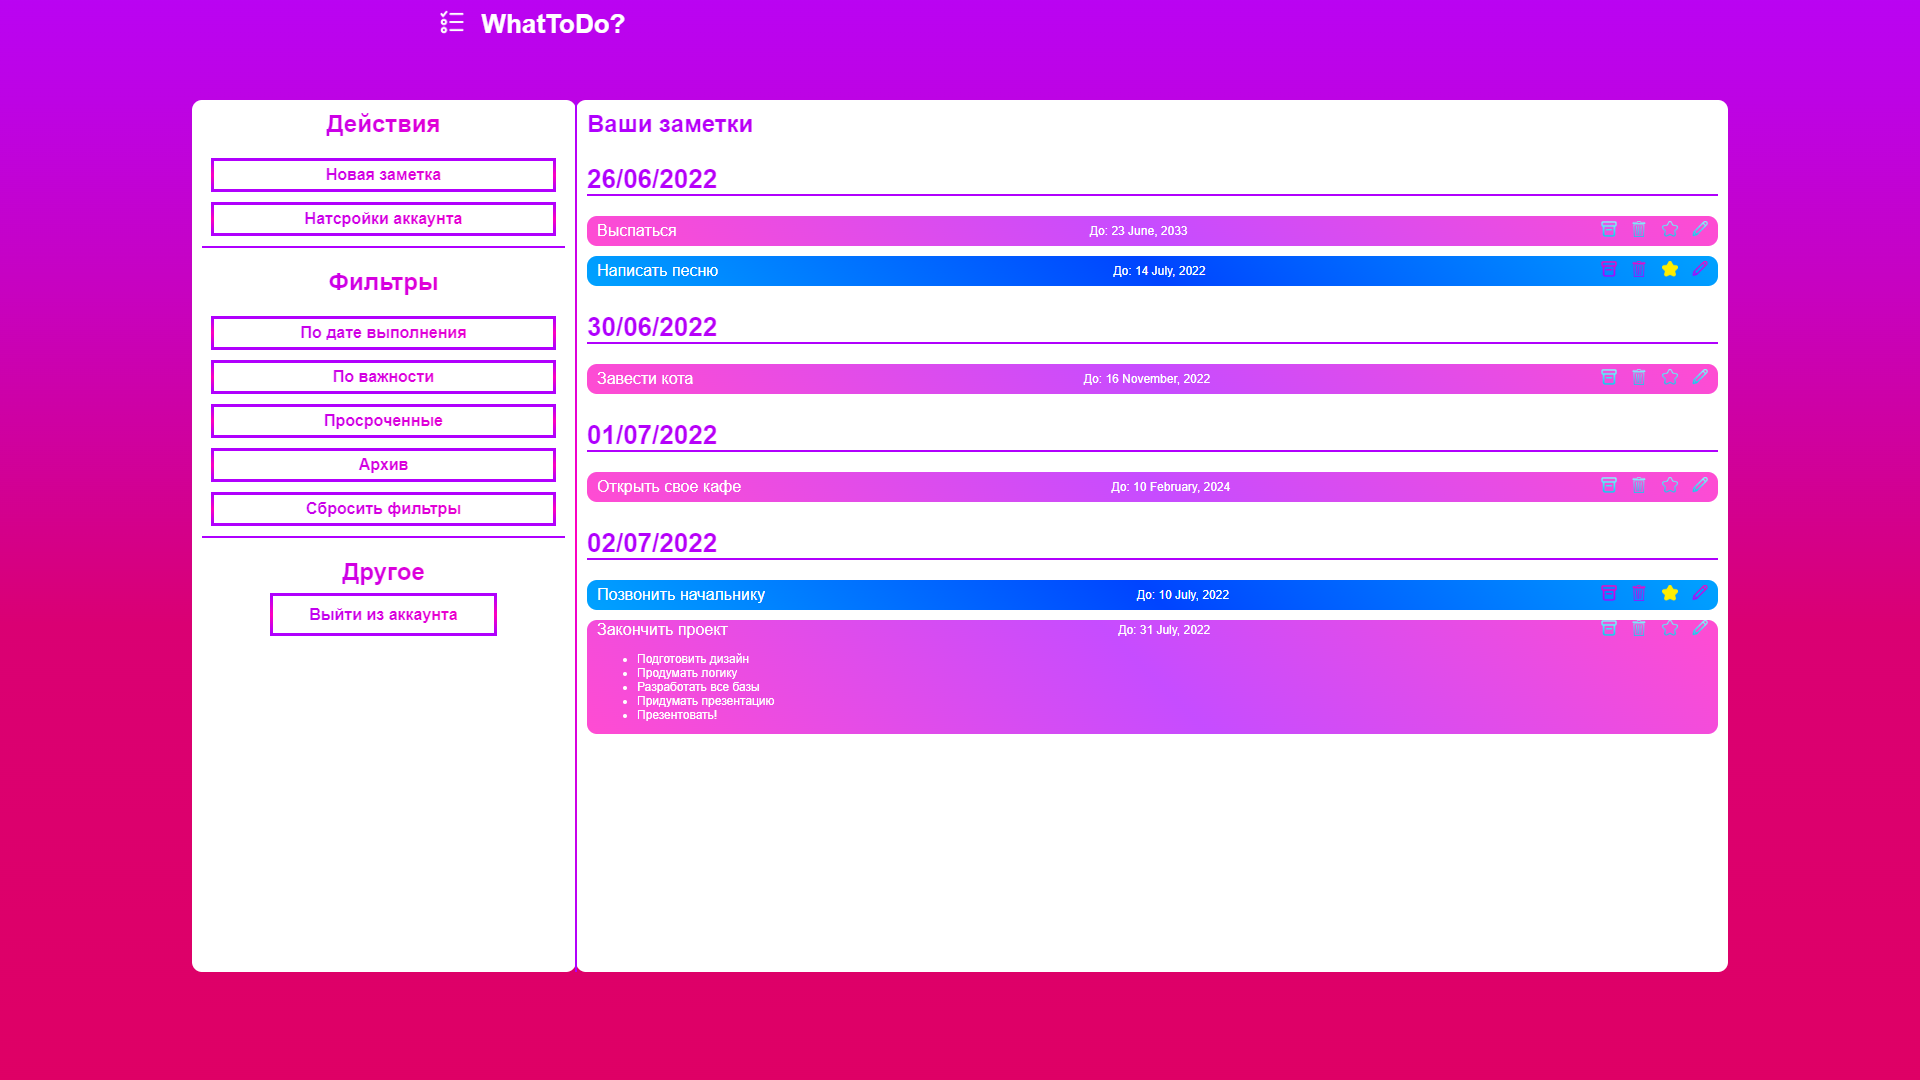 WhatToDo?
Действия
Новая заметка
Натсройки аккаунта
Фильтры
По дате выполнения
По важности
Просроченные
Архив
Сбросить фильтры
Другое
Выйти из аккаунта
Ваши заметки
26/06/2022
Выспаться До: 23 June, 2033
Написать песню До: 14 July, 2022
30/06/2022
Завести кота До: 16 November, 2022
01/07/2022
Открыть свое кафе До: 10 February, 2024
02/07/2022
Позвонить начальнику До: 10 July, 2022
Закончить проект До: 31 July, 2022
Подготовить дизайн
Продумать логику
Разработать все базы
Придумать презентацию
Презентовать!